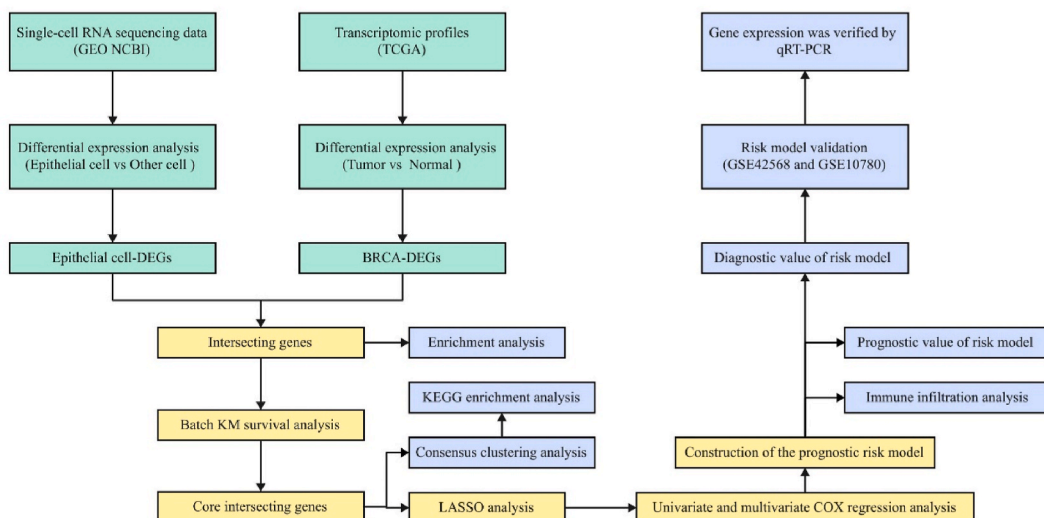 Single-cell RNA sequencing data
(GEO NCBI)
Transcriptomic profiles
(TCGA)
Gene expression was verified by
qRT-PCR
Differential expression analysis
(Epithelial cell vs Other cell )
Differential expression analysis
(Tumor vs Normal )
Risk model validation
(GSE42568 and GSE10780)
Epithelial cell-DEGs
BRCA-DEGs
Diagnostic value of risk model
Intersecting genes
Enrichment analysis
Prognostic value of risk model
KEGG enrichment analysis
Immune infiltration analysis
Batch KM survival analysis
Consensus clustering analysis
Construction of the prognostic risk model
Core intersecting genes
LASSO analysis
Univariate and multivariate COX regression analysis